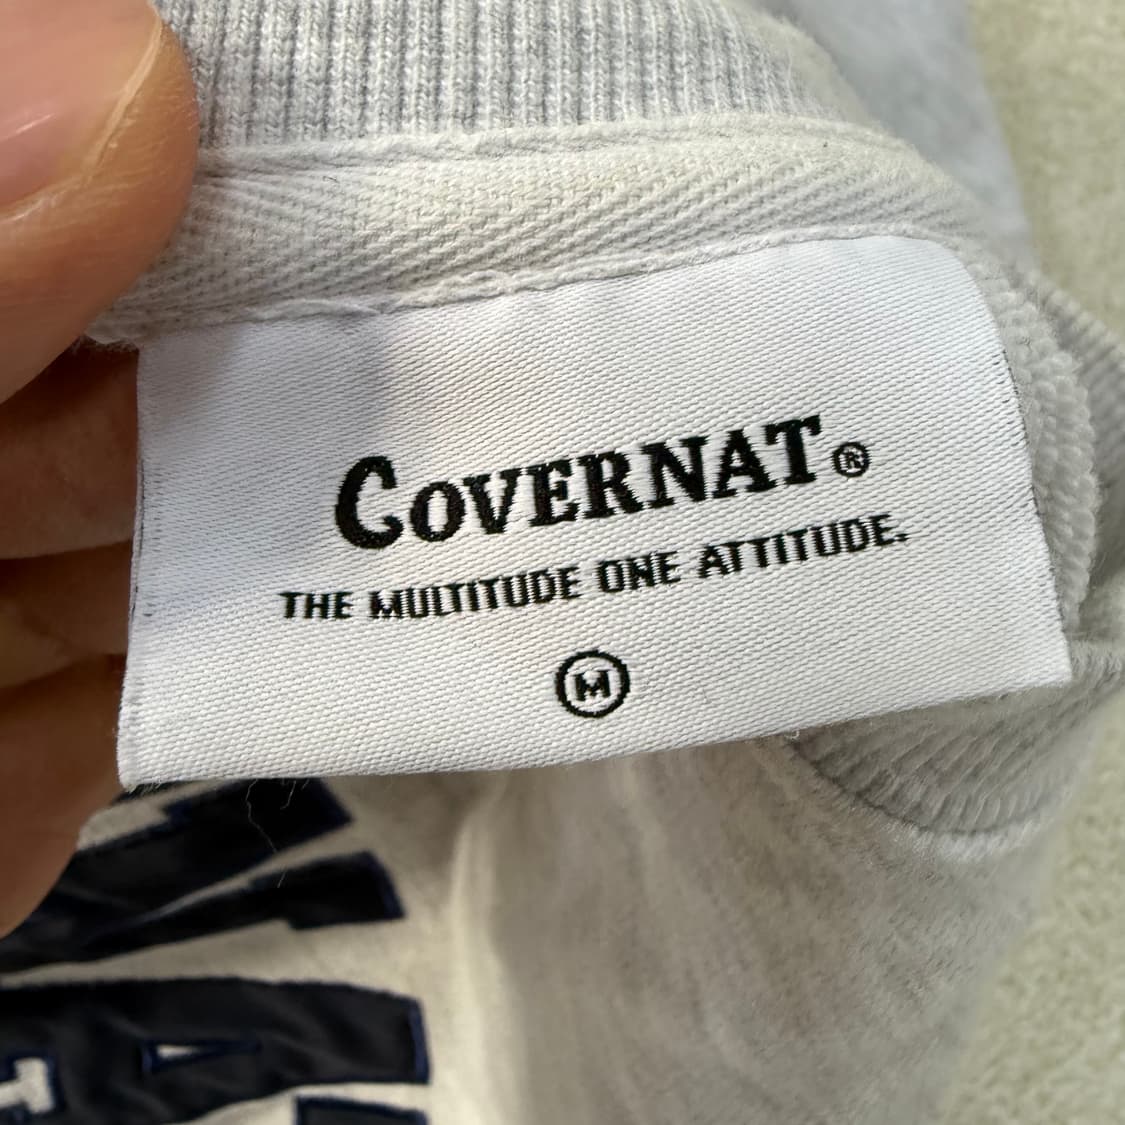 COVERNAT®
THE MULTITUDE ONE ATTITUDE.
M